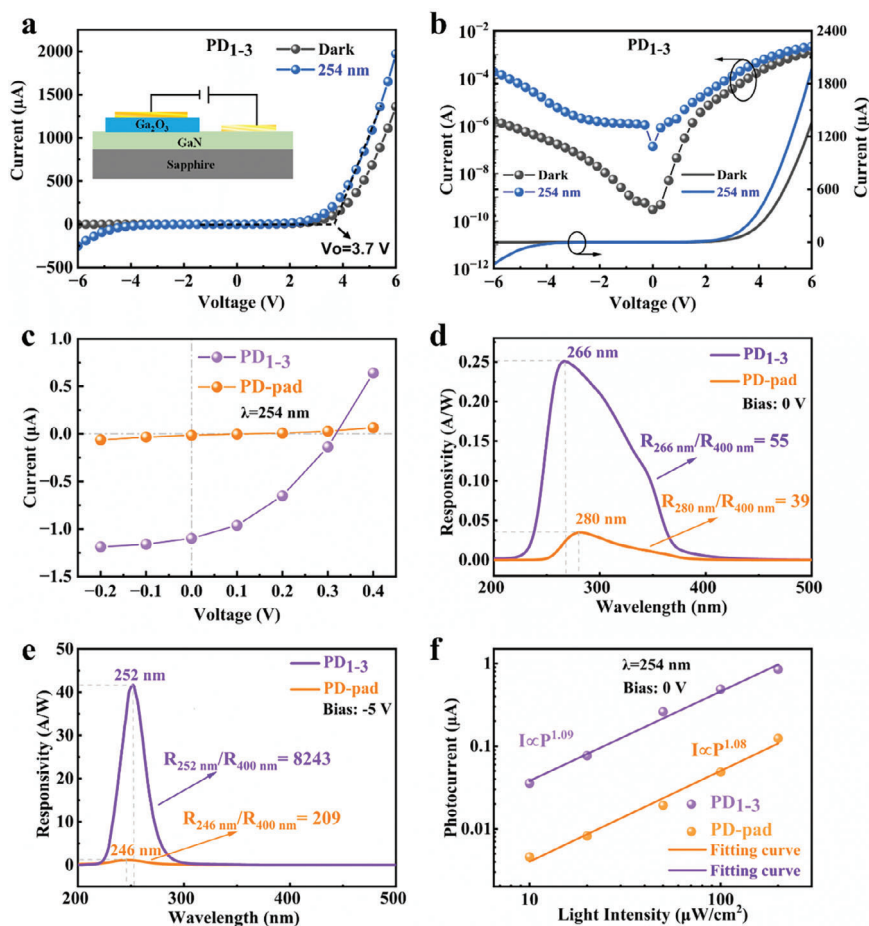 a
PD₁₋₃
Dark
254 nm
Ga₂O₃
GaN
Sapphire
Vo=3.7 V
2000
1500
1000
500
0
−500
Current (μA)
−6 −4 −2 0 2 4 6
Voltage (V)
b
PD₁₋₃
10⁻²
10⁻⁴
10⁻⁶
10⁻⁸
10⁻¹⁰
10⁻¹²
Current (A)
Dark
254 nm
Dark
254 nm
2400
1800
1200
600
0
Current (μA)
−6 −4 −2 0 2 4 6
Voltage (V)
c
PD₁₋₃
PD-pad
λ=254 nm
1.0
0.5
0.0
−0.5
−1.0
−1.5
Current (μA)
−0.2 −0.1 0.0 0.1 0.2 0.3 0.4
Voltage (V)
d
266 nm
PD₁₋₃
PD-pad
Bias: 0 V
R₂₆₆ ₙₘ/R₄₀₀ ₙₘ= 55
R₂₈₀ ₙₘ/R₄₀₀ ₙₘ= 39
280 nm
0.25
0.20
0.15
0.10
0.05
0.00
Responsivity (A/W)
200 300 400 500
Wavelength (nm)
e
252 nm
PD₁₋₃
PD-pad
Bias: -5 V
R₂₅₂ ₙₘ/R₄₀₀ ₙₘ = 8243
R₂₄₆ ₙₘ/R₄₀₀ ₙₘ = 209
246 nm
50
40
30
20
10
0
Responsivity (A/W)
200 300 400 500
Wavelength (nm)
f
λ=254 nm
Bias: 0 V
I∝P¹·⁰⁹
I∝P¹·⁰⁸
PD₁₋₃
PD-pad
Fitting curve
Fitting curve
1
0.1
0.01
Photocurrent (μA)
10 100
Light Intensity (μW/cm²)